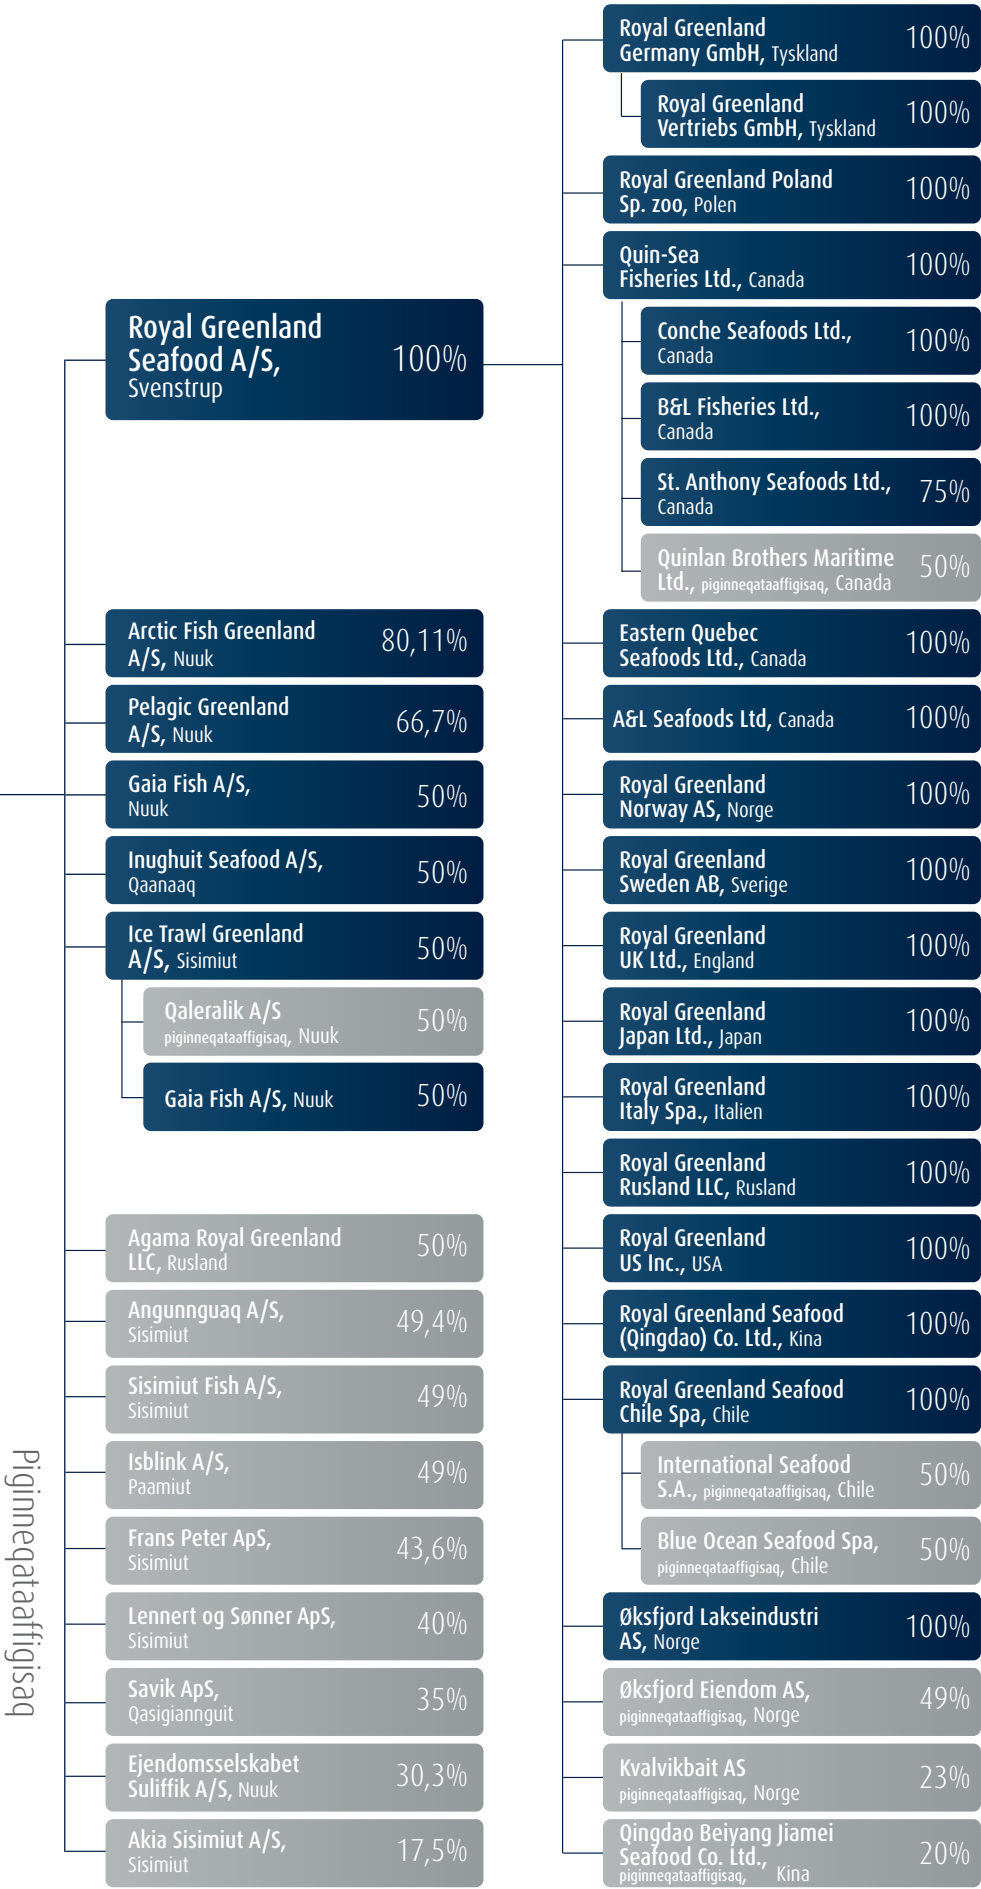 Royal Greenland
Seafood A/S,
Svenstrup
100%
Arctic Fish Greenland
A/S, Nuuk
80,11%
Pelagic Greenland
A/S, Nuuk
66,7%
Gaia Fish A/S,
Nuuk
50%
Inughuit Seafood A/S,
Qaanaaq
50%
Ice Trawl Greenland
A/S, Sisimiut
50%
Qaleralik A/S
piginneqataaffigisaq, Nuuk
50%
Gaia Fish A/S, Nuuk
50%
Piginneqataaffigisaq
Agama Royal Greenland
LLC, Rusland
50%
Angunnguaq A/S,
Sisimiut
49,4%
Sisimiut Fish A/S,
Sisimiut
49%
Isblink A/S,
Paamiut
49%
Frans Peter ApS,
Sisimiut
43,6%
Lennert og Sønner ApS,
Sisimiut
40%
Savik ApS,
Qasigiannguit
35%
Ejendomsselskabet
Suliffik A/S, Nuuk
30,3%
Akia Sisimiut A/S,
Sisimiut
17,5%
Royal Greenland
Germany GmbH, Tyskland
100%
Royal Greenland
Vertriebs GmbH, Tyskland
100%
Royal Greenland Poland
Sp. zoo, Polen
100%
Quin-Sea
Fisheries Ltd., Canada
100%
Conche Seafoods Ltd.,
Canada
100%
B&L Fisheries Ltd.,
Canada
100%
St. Anthony Seafoods Ltd.,
Canada
75%
Quinlan Brothers Maritime
Ltd., piginneqataaffigisaq, Canada
50%
Eastern Quebec
Seafoods Ltd., Canada
100%
A&L Seafoods Ltd, Canada
100%
Royal Greenland
Norway AS, Norge
100%
Royal Greenland
Sweden AB, Sverige
100%
Royal Greenland
UK Ltd., England
100%
Royal Greenland
Japan Ltd., Japan
100%
Royal Greenland
Italy Spa., Italien
100%
Royal Greenland
Rusland LLC, Rusland
100%
Royal Greenland
US Inc., USA
100%
Royal Greenland Seafood
(Qingdao) Co. Ltd., Kina
100%
Royal Greenland Seafood
Chile Spa, Chile
100%
International Seafood
S.A., piginneqataaffigisaq, Chile
50%
Blue Ocean Seafood Spa,
piginneqataaffigisaq, Chile
50%
Øksfjord Lakseindustri
AS, Norge
100%
Øksfjord Eiendom AS,
piginneqataaffigisaq, Norge
49%
Kvalvikbait AS
piginneqataaffigisaq, Norge
23%
Qingdao Beiyang Jiamei
Seafood Co. Ltd.,
piginneqataaffigisaq, Kina
20%